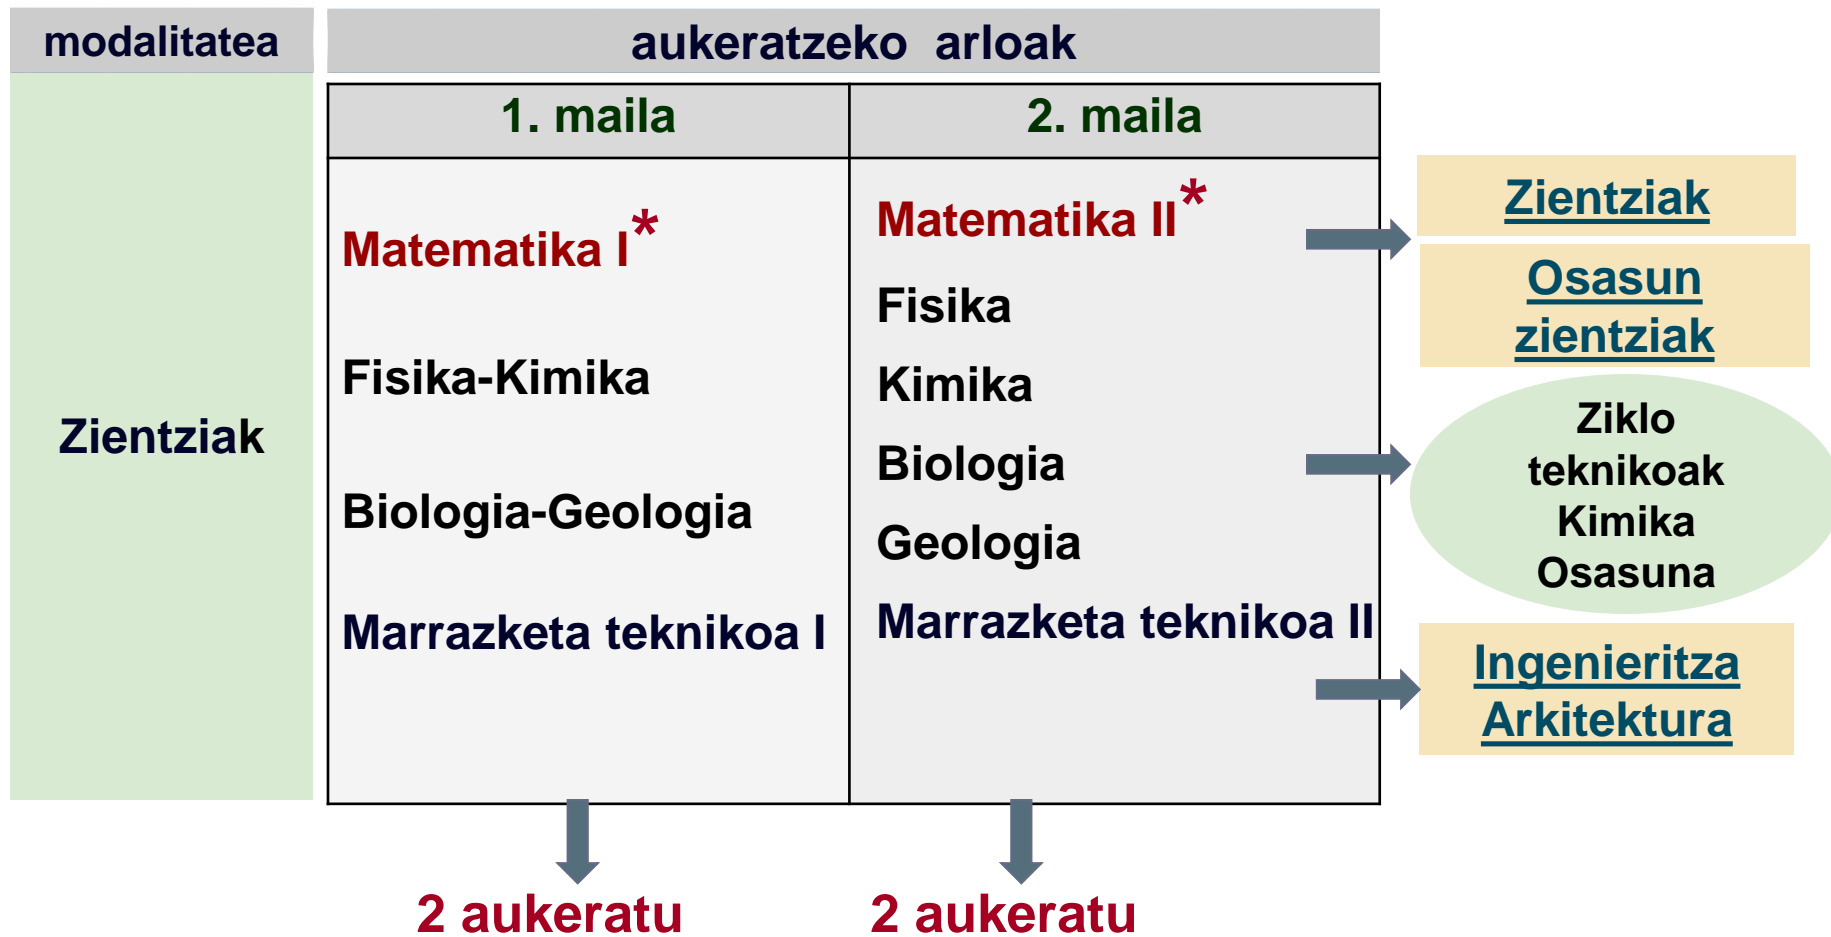 modalitatea
aukeratzeko arloak
Zientziak
1. maila
2. maila
Matematika I*
Fisika-Kimika
Biologia-Geologia
Marrazketa teknikoa I
Matematika II*
Fisika
Kimika
Biologia
Geologia
Marrazketa teknikoa II
Zientziak
Osasun
zientziak
Ziklo
teknikoak
Kimika
Osasuna
Ingenieritza
Arkitektura
2 aukeratu
2 aukeratu